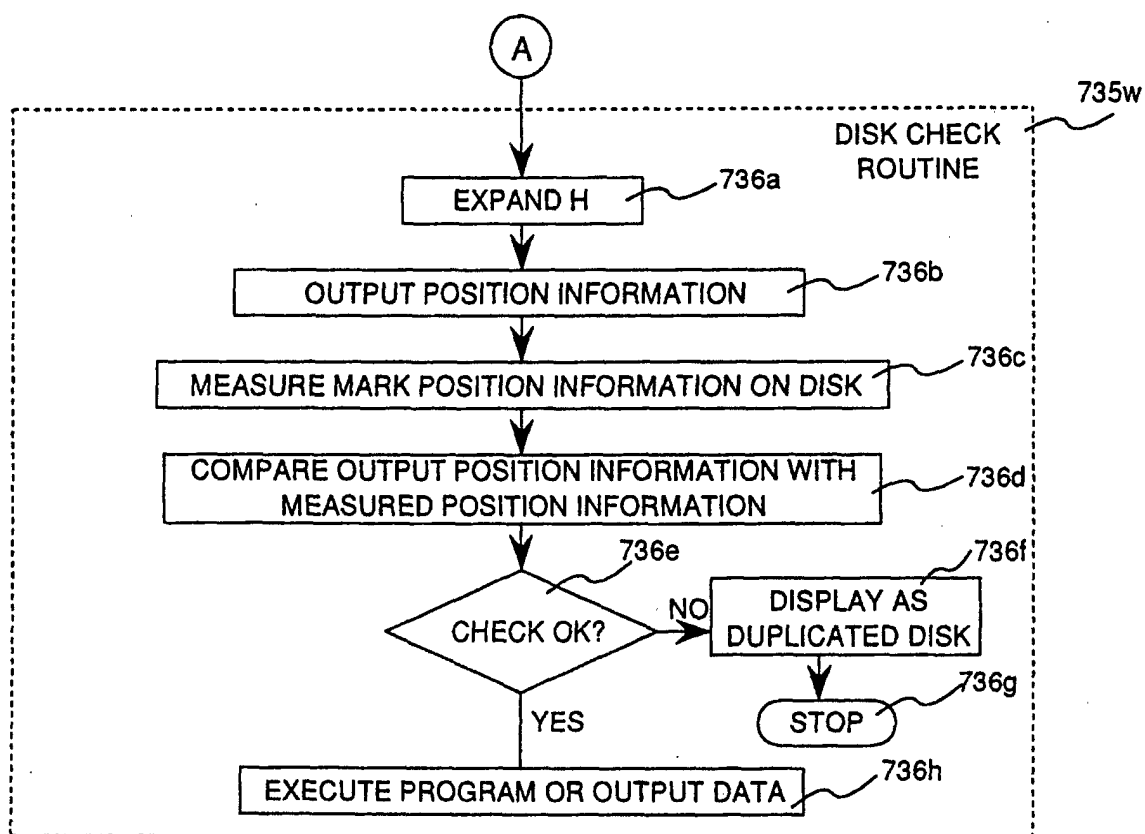 A
735w
DISK CHECK
ROUTINE
EXPAND H
736a
OUTPUT POSITION INFORMATION
736b
MEASURE MARK POSITION INFORMATION ON DISK
736c
COMPARE OUTPUT POSITION INFORMATION WITH
MEASURED POSITION INFORMATION
736d
736e
CHECK OK?
NO
736f
DISPLAY AS
DUPLICATED DISK
736g
STOP
YES
EXECUTE PROGRAM OR OUTPUT DATA
736h